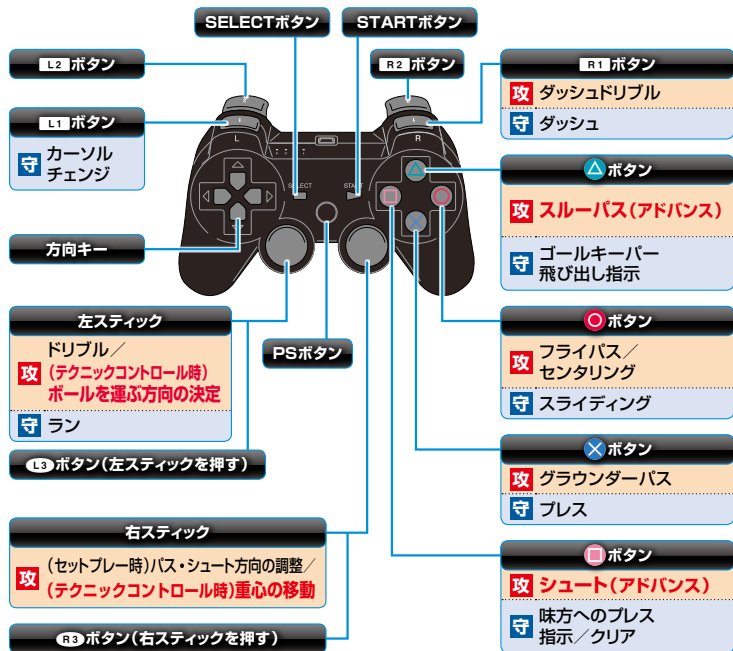 SELECTボタン
STARTボタン
L2 ボタン
R2 ボタン
R1 ボタン
攻 ダッシュドリブル
守 ダッシュ
L1 ボタン
守 カーソル
チェンジ
L
R
SELECT
START
△ボタン
攻 スルーパス(アドバンス)
守 ゴールキーパー
飛び出し指示
方向キー
左スティック
攻 ドリブル／
(テクニックコントロール時)
ボールを運ぶ方向の決定
守 ラン
L3ボタン(左スティックを押す)
PSボタン
○ボタン
攻 フライパス／
センタリング
守 スライディング
×ボタン
攻 グラウンダーパス
守 プレス
右スティック
攻 (セットプレー時)パス・シュート方向の調整／
(テクニックコントロール時)重心の移動
R3ボタン(右スティックを押す)
□ボタン
攻 シュート(アドバンス)
守 味方へのプレス
指示／クリア